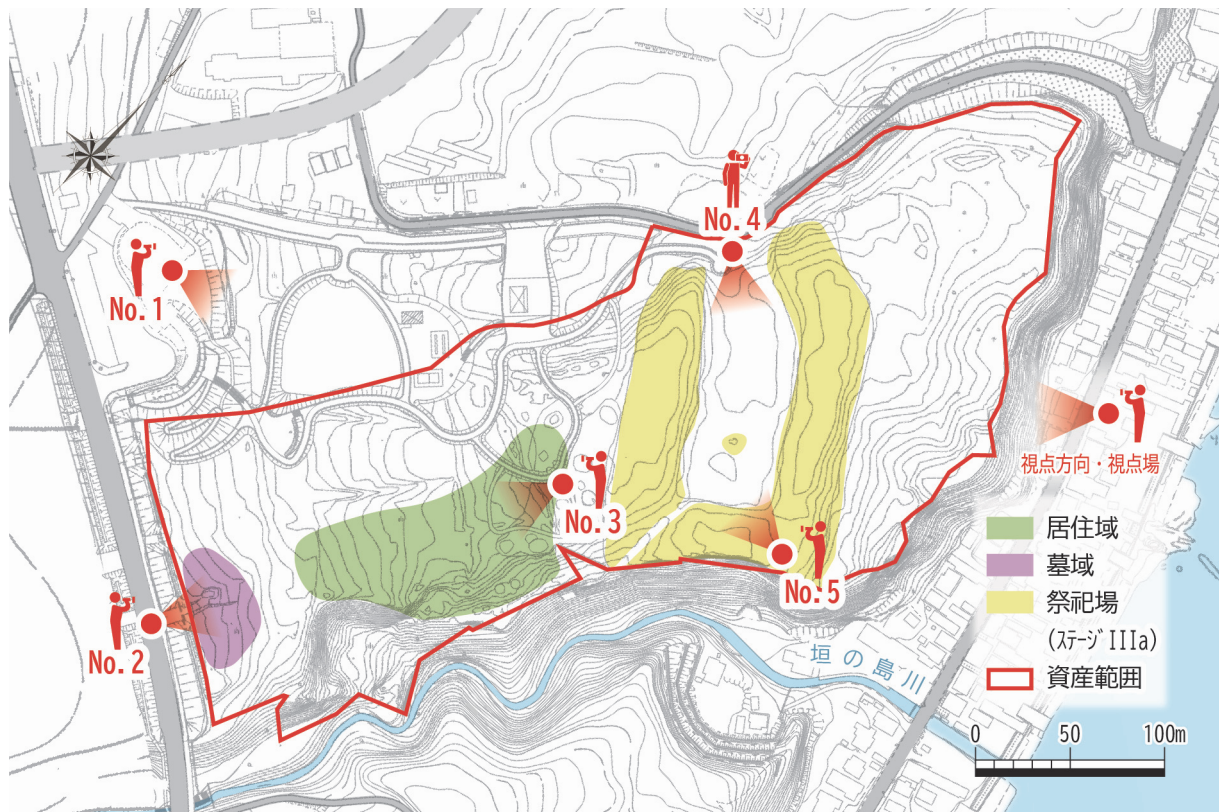 No. 4
No. 1
視点方向・視点場
No. 3
居住域
墓域
No. 5
No. 2
祭祀場
(ｽﾃｰｼﾞIIIa)
垣の島川
資産範囲
0 50 100m